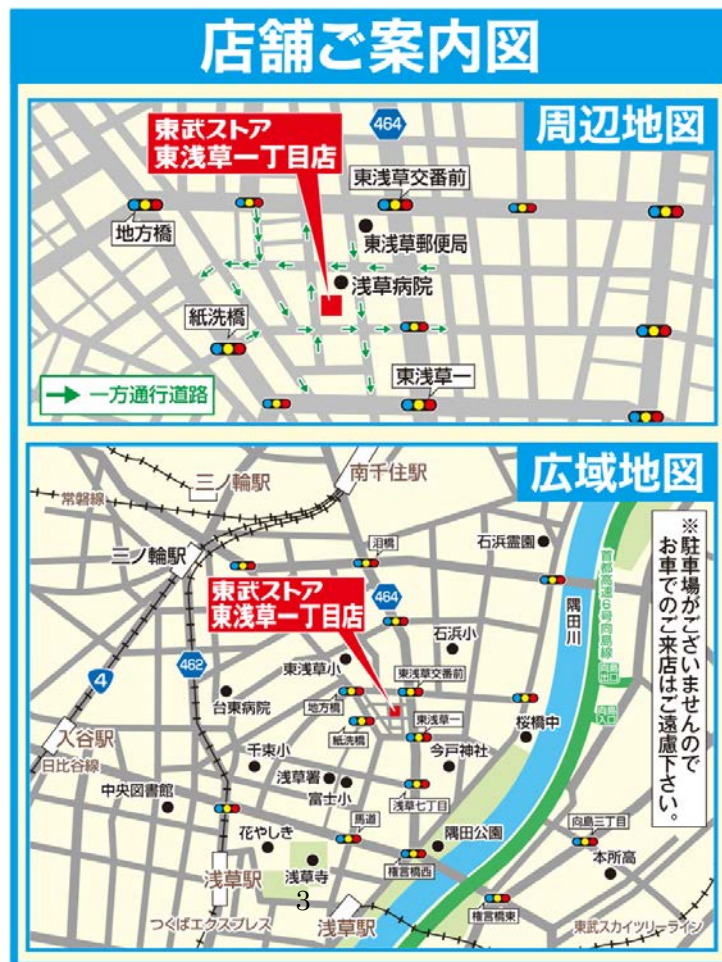 店舗ご案内図
周辺地図
東武ストア
東浅草一丁目店
464
東浅草交番前
地方橋
東浅草郵便局
浅草病院
紙洗橋
東浅草一
一方通行道路
広域地図
三ノ輪駅
南千住駅
常磐線
三ノ輪駅
泪橋
石浜霊園
※駐車場がございませんので
お車でのご来店はご遠慮下さい。
首都高速6号向島線
隅田川
東武ストア
東浅草一丁目店
464
石浜小
462
4
東浅草小
東浅草交番前
台東病院
地方橋
向島
出口
向島
入口
紙洗橋
東浅草一
桜橋中
入谷駅
日比谷線
千束小
今戸神社
中央図書館
浅草署
富士小
浅草七丁目
花やしき
馬道
隅田公園
向島三丁目
浅草駅
浅草寺
言問橋西
本所高
3
言問橋東
つくばエクスプレス
浅草駅
東武スカイツリーライン